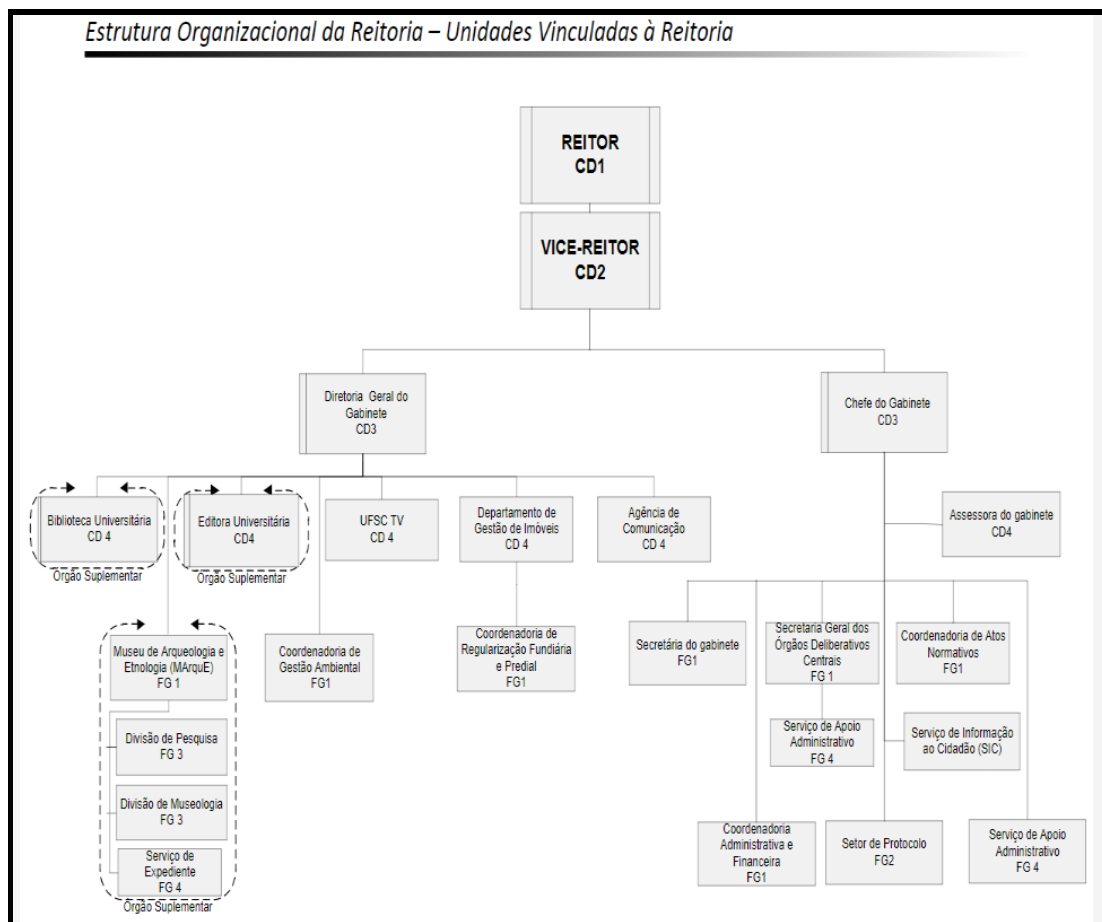 Estrutura Organizacional da Reitoria – Unidades Vinculadas à Reitoria
REITOR
CD1
VICE-REITOR
CD2
Diretoria Geral do
Gabinete
CD3
Chefe do Gabinete
CD3
Biblioteca Universitária
CD 4
Órgão Suplementar
Editora Universitária
CD4
Órgão Suplementar
UFSC TV
CD 4
Departamento de
Gestão de Imóveis
CD 4
Agência de
Comunicação
CD 4
Assessora do gabinete
CD4
Museu de Arqueologia e
Etnologia (MArquE)
FG 1
Coordenadoria de
Gestão Ambiental
FG1
Coordenadoria de
Regularização Fundiária
e Predial
FG1
Secretária do gabinete
FG1
Secretaria Geral dos
Órgãos Deliberativos
Centrais
FG 1
Coordenadoria de Atos
Normativos
FG1
Divisão de Pesquisa
FG 3
Serviço de Apoio
Administrativo
FG 4
Serviço de Informação
ao Cidadão (SIC)
Divisão de Museologia
FG 3
Serviço de
Expediente
FG 4
Órgão Suplementar
Coordenadoria
Administrativa e
Financeira
FG1
Setor de Protocolo
FG2
Serviço de Apoio
Administrativo
FG 4